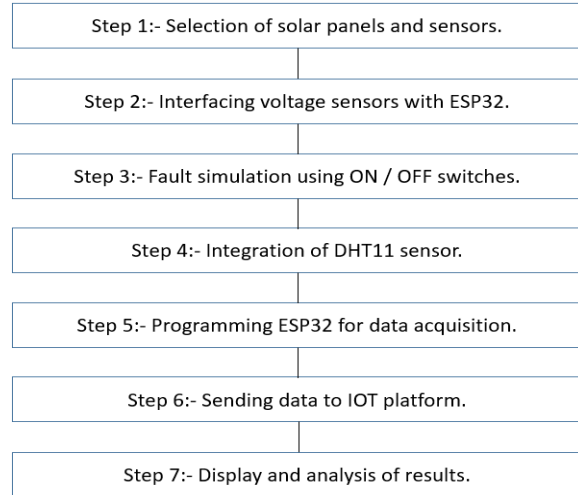 Step 1:- Selection of solar panels and sensors.
Step 2:- Interfacing voltage sensors with ESP32.
Step 3:- Fault simulation using ON / OFF switches.
Step 4:- Integration of DHT11 sensor.
Step 5:- Programming ESP32 for data acquisition.
Step 6:- Sending data to IOT platform.
Step 7:- Display and analysis of results.